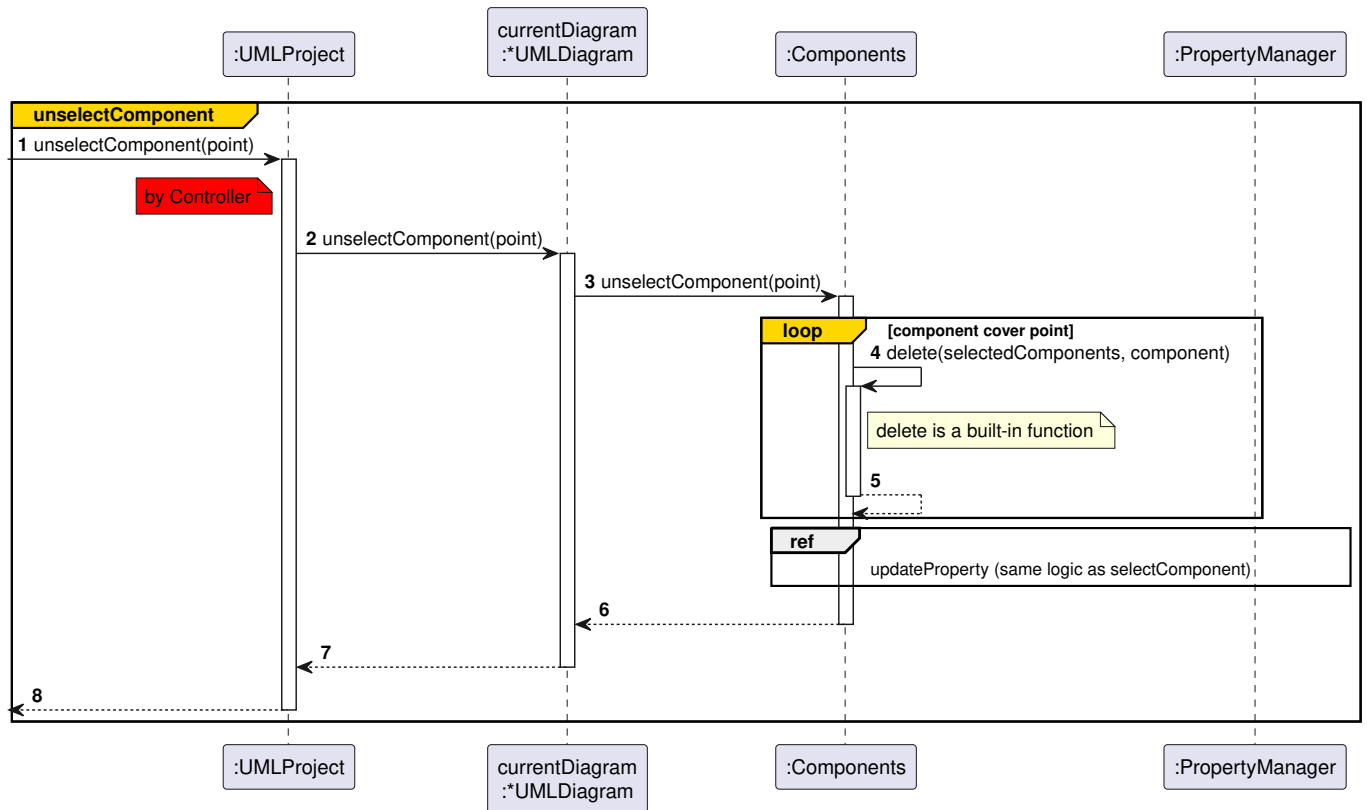 :UMLProject
currentDiagram
:*UMLDiagram
:Components
:PropertyManager
unselectComponent
1 unselectComponent(point)
by Controller
2 unselectComponent(point)
3 unselectComponent(point)
loop [component cover point]
4 delete(selectedComponents, component)
delete is a built-in function
5
ref
updateProperty (same logic as selectComponent)
6
7
8
:UMLProject
currentDiagram
:*UMLDiagram
:Components
:PropertyManager